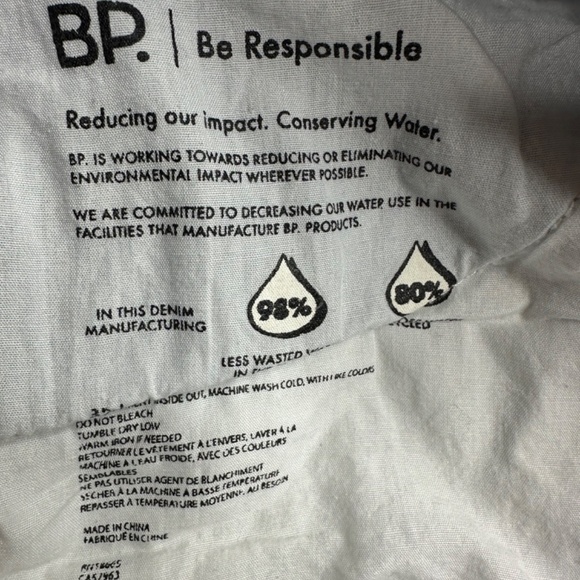 BP. | Be Responsible
Reducing our impact. Conserving Water.
BP. IS WORKING TOWARDS REDUCING OR ELIMINATING OUR
ENVIRONMENTAL IMPACT WHEREVER POSSIBLE.
WE ARE COMMITTED TO DECREASING OUR WATER USE IN THE
FACILITIES THAT MANUFACTURE BP. PRODUCTS.
IN THIS DENIM
MANUFACTURING
98%
80%
LESS WASTED
IN
OUT, MACHINE WASH COLD, WITH LIKE COLORS
DO NOT BLEACH
TUMBLE DRY LOW
WARM IRON IF NEEDED
RETOURNER LE VÊTEMENT À L'ENVERS, LAVER À LA
MACHINE À L'EAU FROIDE, AVEC DES COULEURS
SEMBLABLES
NE PAS UTILISER AGENT DE BLANCHIMENT
SÉCHER À LA MACHINE À BASSE TEMPÉRATURE
REPASSER À TEMPÉRATURE MOYENNE AU BESOIN
MADE IN CHINA
FABRIQUÉ EN CHINE